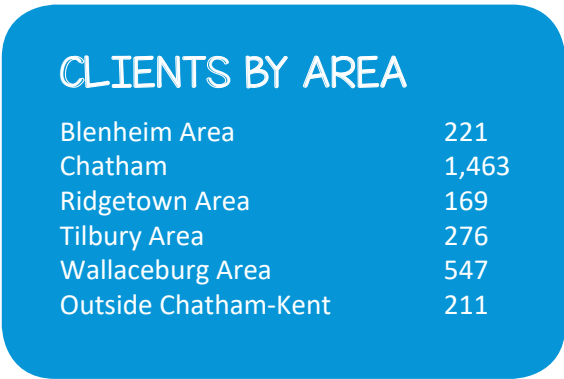 CLIENTS BY AREA
Blenheim Area 221
Chatham 1,463
Ridgetown Area 169
Tilbury Area 276
Wallaceburg Area 547
Outside Chatham-Kent 211